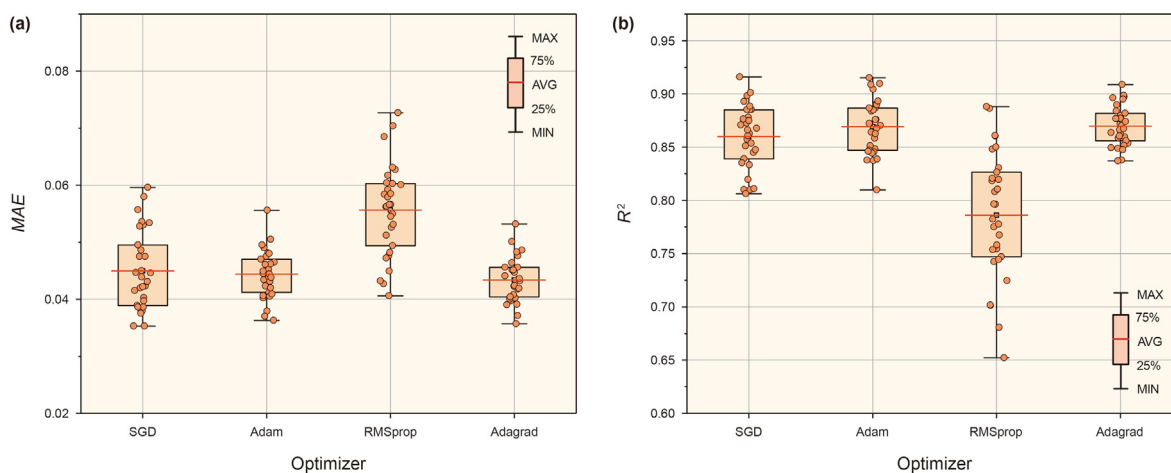 (a)
MAE
0.08
0.06
0.04
0.02
MAX
75%
AVG
25%
MIN
SGD
Adam
RMSprop
Adagrad
Optimizer
(b)
R²
0.95
0.90
0.85
0.80
0.75
0.70
0.65
0.60
MAX
75%
AVG
25%
MIN
SGD
Adam
RMSprop
Adagrad
Optimizer